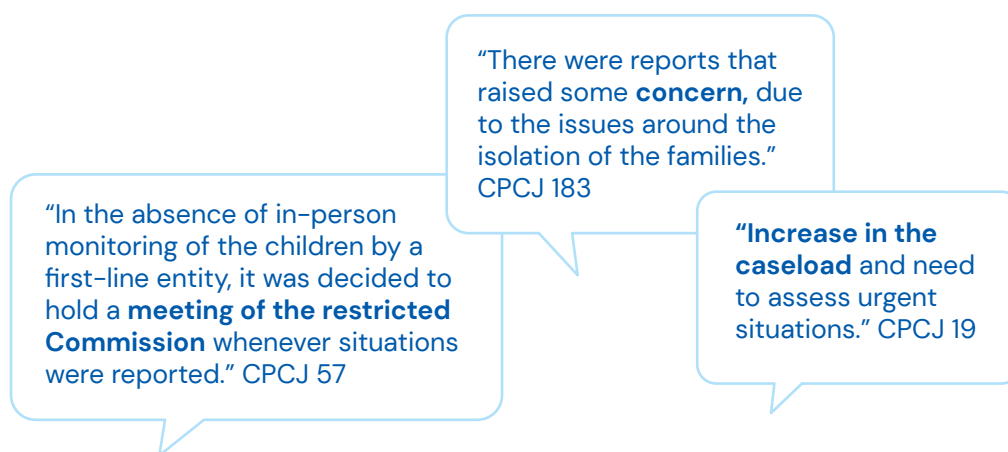 “There were reports that
raised some concern, due
to the issues around the
isolation of the families.”
CPCJ 183
“In the absence of in-person
monitoring of the children by a
first-line entity, it was decided to
hold a meeting of the restricted
Commission whenever situations
were reported.” CPCJ 57
“Increase in the
caseload and need
to assess urgent
situations.” CPCJ 19